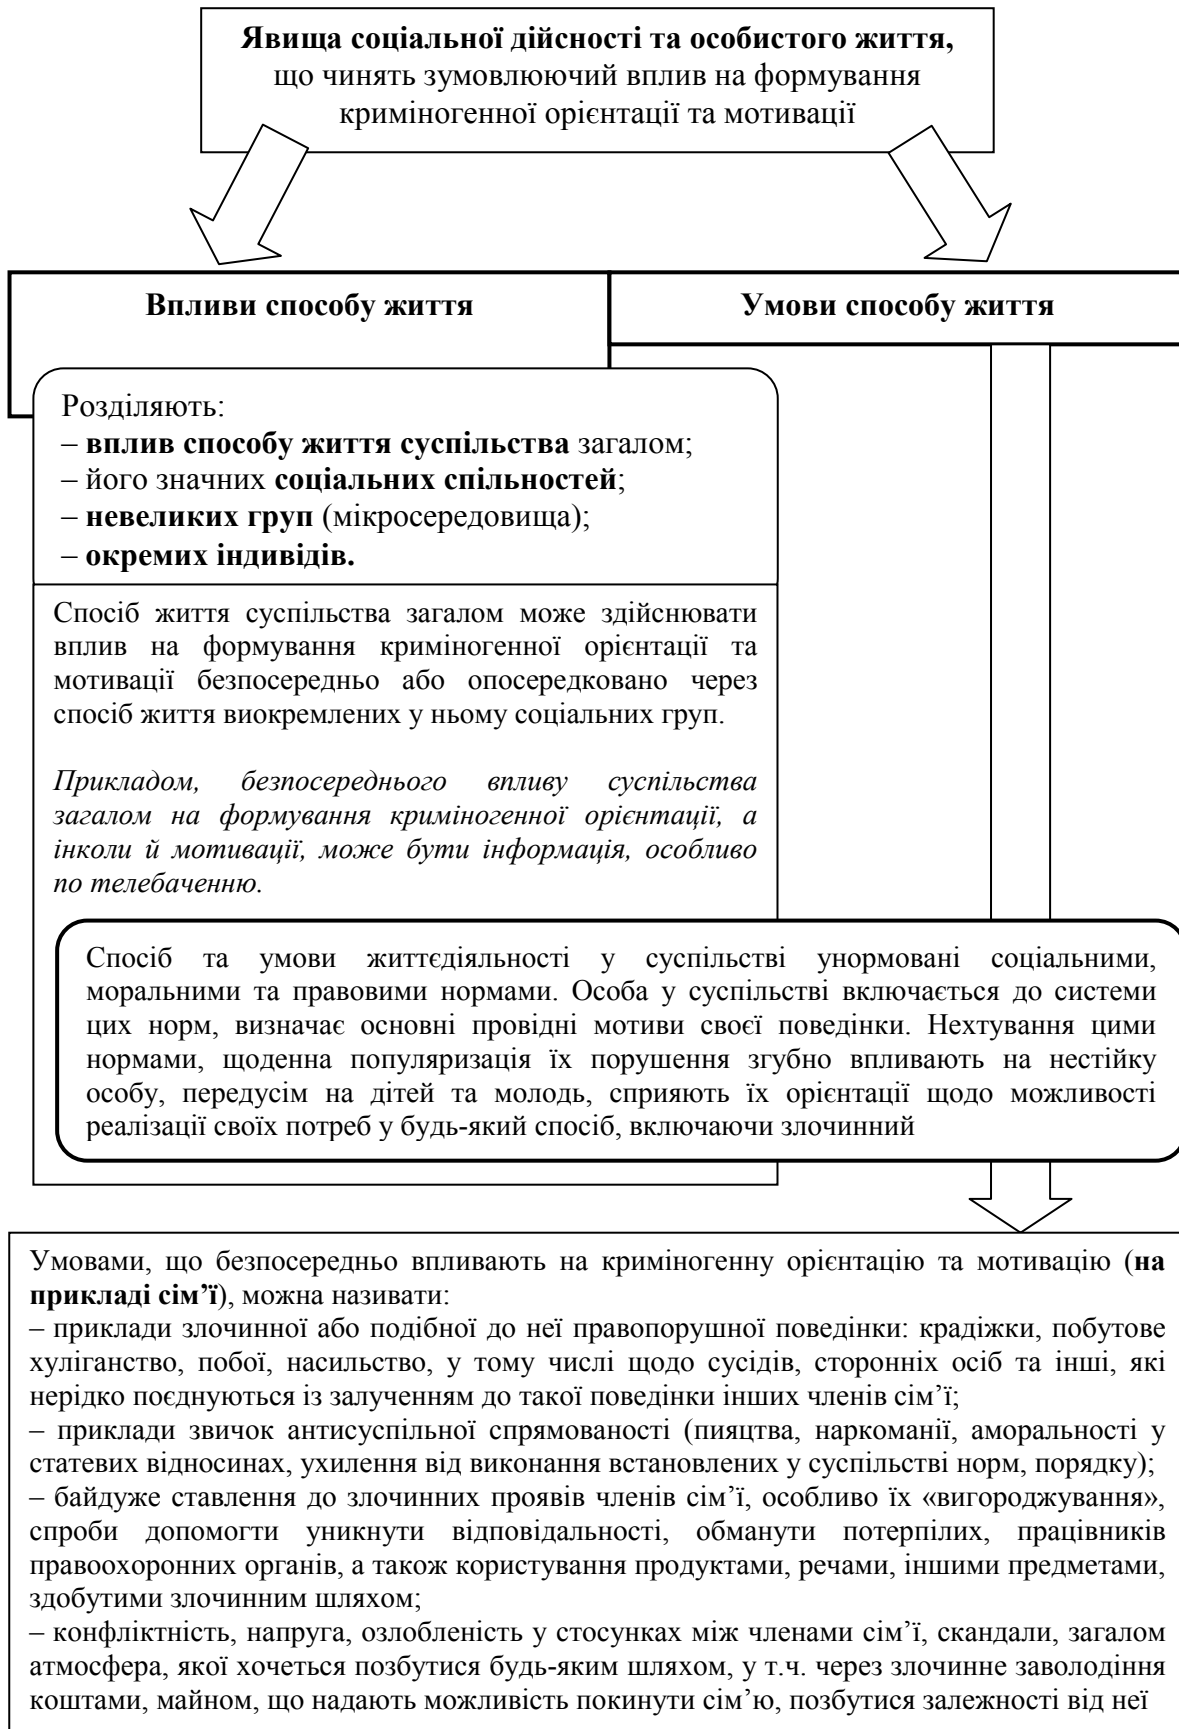 Явища соціальної дійсності та особистого життя,
що чинять зумовлюючий вплив на формування
криміногенної орієнтації та мотивації
Впливи способу життя
Умови способу життя
Розділяють:
– вплив способу життя суспільства загалом;
– його значних соціальних спільностей;
– невеликих груп (мікросередовища);
– окремих індивідів.
Спосіб життя суспільства загалом може здійснювати
вплив на формування криміногенної орієнтації та
мотивації безпосередньо або опосередковано через
спосіб життя виокремлених у ньому соціальних груп.
Прикладом, безпосереднього впливу суспільства
загалом на формування криміногенної орієнтації, а
інколи й мотивації, може бути інформація, особливо
по телебаченню.
Спосіб та умови життєдіяльності у суспільстві унормовані соціальними,
моральними та правовими нормами. Особа у суспільстві включається до системи
цих норм, визначає основні провідні мотиви своєї поведінки. Нехтування цими
нормами, щоденна популяризація їх порушення згубно впливають на нестійку
особу, передусім на дітей та молодь, сприяють їх орієнтації щодо можливості
реалізації своїх потреб у будь-який спосіб, включаючи злочинний
Умовами, що безпосередньо впливають на криміногенну орієнтацію та мотивацію (на
прикладі сім’ї), можна називати:
– приклади злочинної або подібної до неї правопорушної поведінки: крадіжки, побутове
хуліганство, побої, насильство, у тому числі щодо сусідів, сторонніх осіб та інші, які
нерідко поєднуються із залученням до такої поведінки інших членів сім’ї;
– приклади звичок антисуспільної спрямованості (пияцтва, наркоманії, аморальності у
статевих відносинах, ухилення від виконання встановлених у суспільстві норм, порядку);
– байдуже ставлення до злочинних проявів членів сім’ї, особливо їх «вигороджування»,
спроби допомогти уникнути відповідальності, обманути потерпілих, працівників
правоохоронних органів, а також користування продуктами, речами, іншими предметами,
здобутими злочинним шляхом;
– конфліктність, напруга, озлобленість у стосунках між членами сім’ї, скандали, загалом
атмосфера, якої хочеться позбутися будь-яким шляхом, у т.ч. через злочинне заволодіння
коштами, майном, що надають можливість покинути сім’ю, позбутися залежності від неї